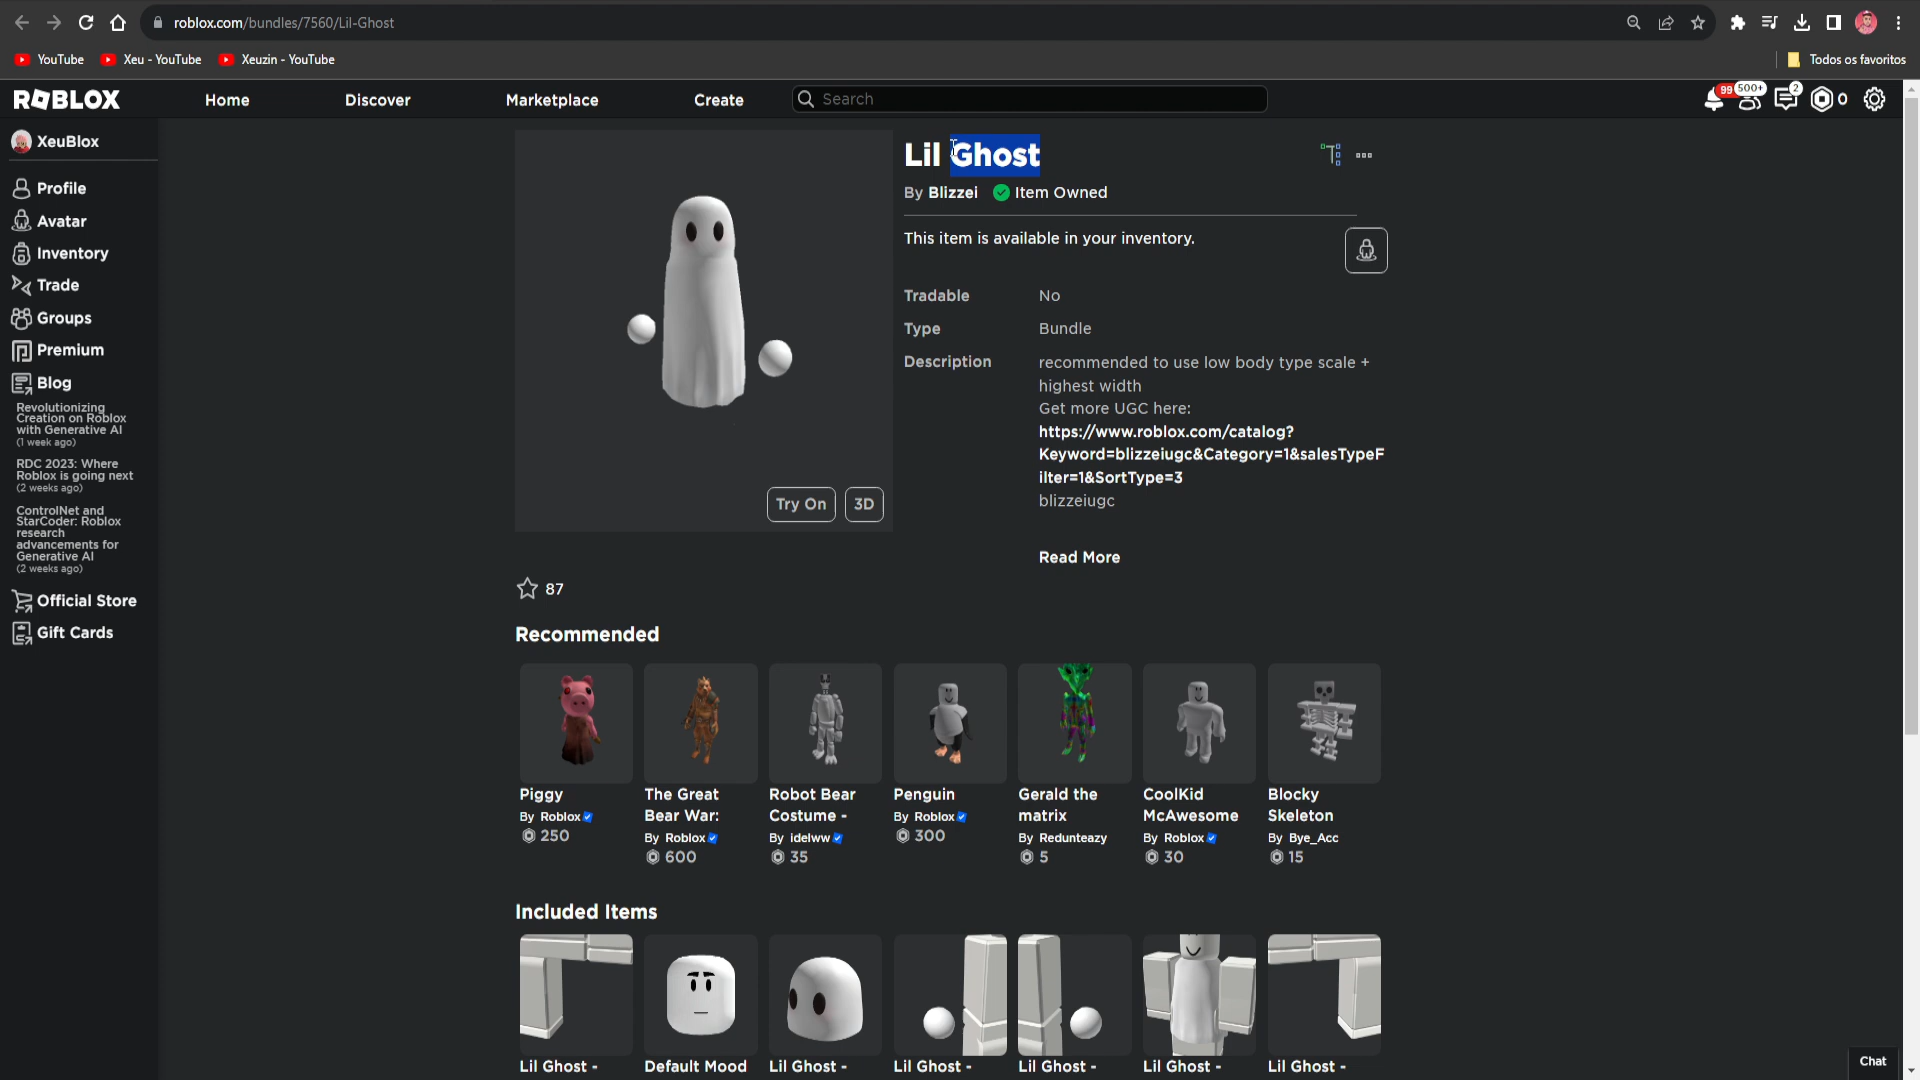 roblox.com/bundles/7560/Lil-Ghost
YouTube
Xeu - YouTube
Xeuzin - YouTube
Todos os favoritos
ROBLOX
Home
Discover
Marketplace
Create
Search
99
500+
2
0
XeuBlox
Profile
Avatar
Inventory
Trade
Groups
Premium
Blog
Revolutionizing
Creation on Roblox
with Generative AI
(1 week ago)
RDC 2023: Where
Roblox is going next
(2 weeks ago)
ControlNet and
StarCoder: Roblox
research
advancements for
Generative AI
(2 weeks ago)
Official Store
Gift Cards
Lil Ghost
By Blizzei Item Owned
This item is available in your inventory.
Tradable No
Type Bundle
Description recommended to use low body type scale +
highest width
Get more UGC here:
https://www.roblox.com/catalog?
Keyword=blizzeiugc&Category=1&salesTypeF
ilter=1&SortType=3
blizzeiugc
Read More
Try On
3D
87
Recommended
Piggy
By Roblox
250
The Great
Bear War:
By Roblox
600
Robot Bear
Costume -
By idelww
35
Penguin
By Roblox
300
Gerald the
matrix
By Redunteazy
5
CoolKid
McAwesome
By Roblox
30
Blocky
Skeleton
By Bye_Acc
15
Included Items
Lil Ghost -
Default Mood
Lil Ghost -
Lil Ghost -
Lil Ghost -
Lil Ghost -
Lil Ghost -
Chat